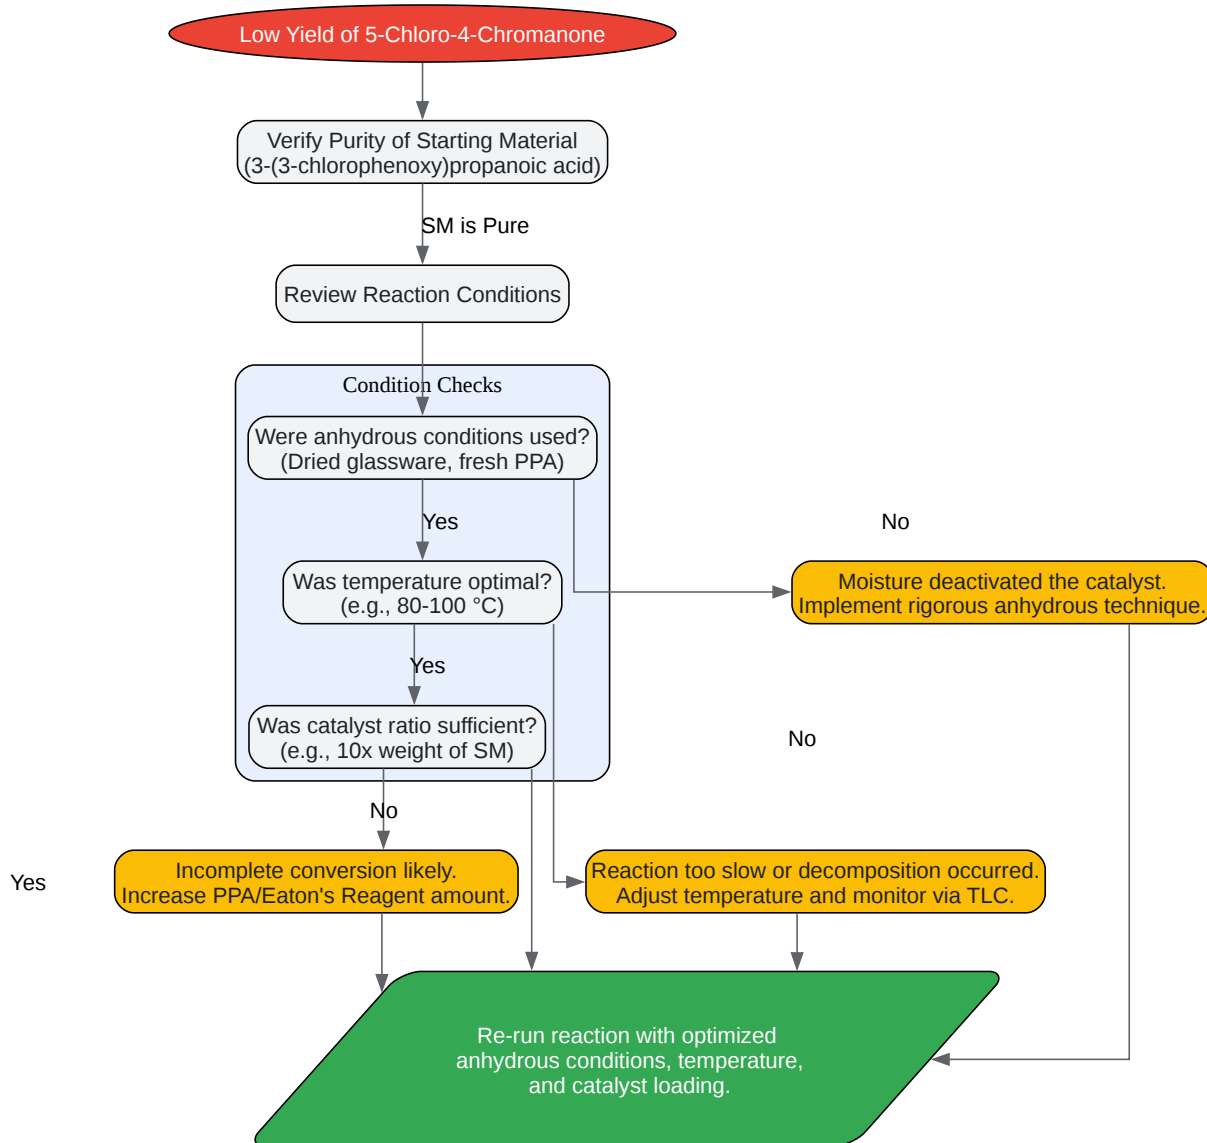 Low Yield of 5-Chloro-4-Chromanone
Verify Purity of Starting Material
(3-(3-chlorophenoxy)propanoic acid)
SM is Pure
Review Reaction Conditions
Condition Checks
Were anhydrous conditions used?
(Dried glassware, fresh PPA)
Yes
No
Was temperature optimal?
(e.g., 80-100 °C)
Moisture deactivated the catalyst.
Implement rigorous anhydrous technique.
Yes
Was catalyst ratio sufficient?
(e.g., 10x weight of SM)
No
No
Yes
Incomplete conversion likely.
Increase PPA/Eaton's Reagent amount.
Reaction too slow or decomposition occurred.
Adjust temperature and monitor via TLC.
Re-run reaction with optimized
anhydrous conditions, temperature,
and catalyst loading.